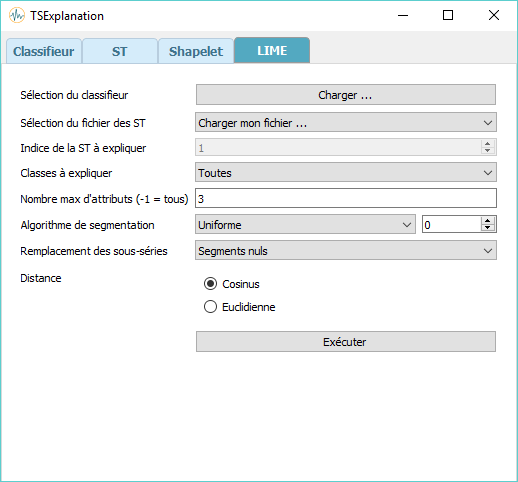 TSExplanation
Classifieur ST Shapelet LIME
Sélection du classifieur Charger ...
Sélection du fichier des ST Charger mon fichier ...
Indice de la ST à expliquer 1
Classes à expliquer Toutes
Nombre max d'attributs (-1 = tous) 3
Algorithme de segmentation Uniforme 0
Remplacement des sous-séries Segments nuls
Distance Cosinus
Euclidienne
Exécuter